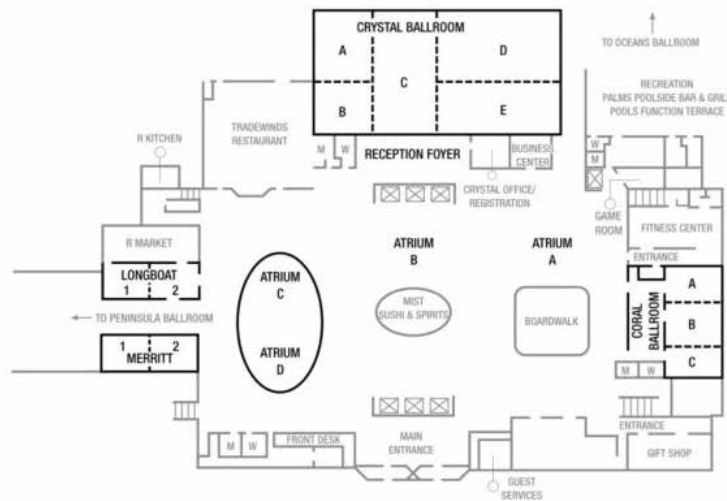 CRYSTAL BALLROOM
A
D
C
B
E
TO OCEANS BALLROOM
RECREATION
PALMS POOLSIDE BAR & GRILL
POOLS FUNCTION TERRACE
TRADEWINDS
RESTAURANT
R KITCHEN
M
W
RECEPTION FOYER
BUSINESS
CENTER
CRYSTAL OFFICE/
REGISTRATION
W
M
GAME
ROOM
FITNESS CENTER
ENTRANCE
R MARKET
LONGBOAT
1
2
TO PENINSULA BALLROOM
1
2
MERRITT
ATRIUM
C
ATRIUM
D
ATRIUM
B
ATRIUM
A
MIST
SUSHI & SPIRITS
BOARDWALK
CORAL
BALLROOM
A
B
C
M
W
M
W
FRONT DESK
MAIN
ENTRANCE
GUEST
SERVICES
ENTRANCE
GIFT SHOP